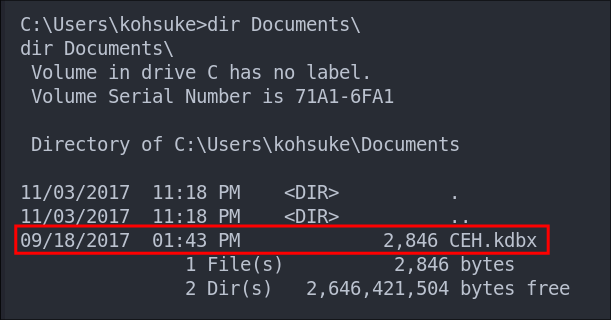 C:\Users\kohsuke>dir Documents\
dir Documents\
 Volume in drive C has no label.
 Volume Serial Number is 71A1-6FA1

 Directory of C:\Users\kohsuke\Documents

11/03/2017  11:18 PM    <DIR>          .
11/03/2017  11:18 PM    <DIR>          ..
09/18/2017  01:43 PM             2,846 CEH.kdbx
               1 File(s)          2,846 bytes
               2 Dir(s)   2,646,421,504 bytes free